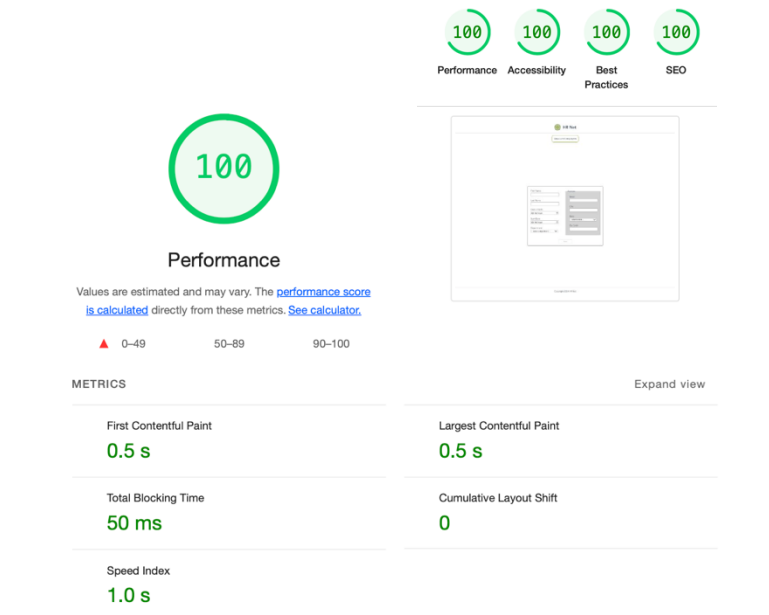 100
100
100
100
Performance
Accessibility
Best
Practices
SEO
100
Performance
Values are estimated and may vary. The performance score
is calculated directly from these metrics. See calculator.
0–49
50–89
90–100
METRICS
Expand view
First Contentful Paint
0.5 s
Largest Contentful Paint
0.5 s
Total Blocking Time
50 ms
Cumulative Layout Shift
0
Speed Index
1.0 s